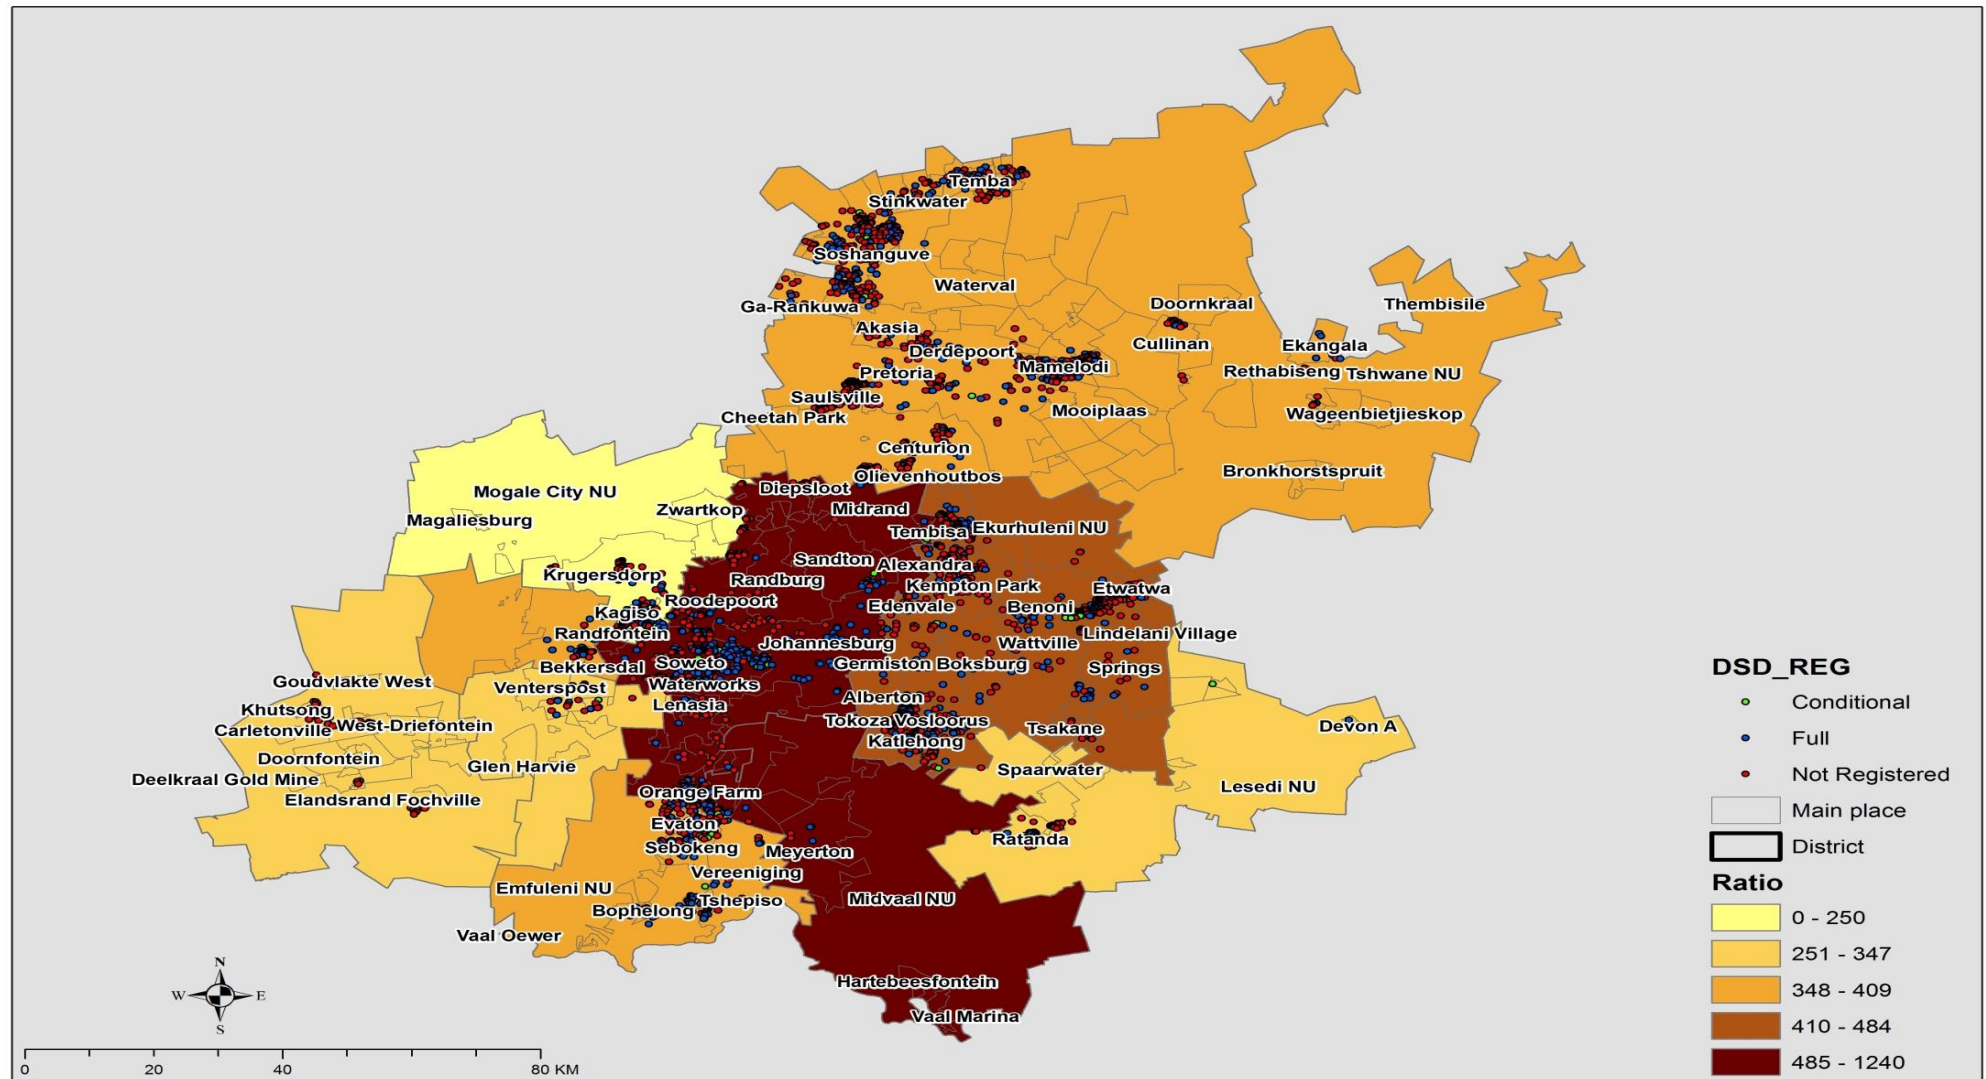 Temba
Stinkwater
Soshanguve
Waterval
Ga-Rankuwa
Doornkraal
Thembisile
Akasia
Derdepoort
Cullinan
Ekangala
Pretoria
Mamelodi
Rethabiseng
Tshwane NU
Saulsville
Cheetah Park
Mooiplaas
Wageenbietjieskop
Centurion
Olievenhoutbos
Bronkhorstspruit
Mogale City NU
Diepsloot
Magaliesburg
Zwartkop
Midrand
Tembisa
Ekurhuleni NU
Sandton
Alexandra
Krugersdorp
Randburg
Kempton Park
Etwatwa
Kagiso
Roodepoort
Edenvale
Benoni
Randfontein
Johannesburg
Wattville
Lindelani Village
Bekkersdal
Soweto
Germiston
Boksburg
Springs
Goudvlakte West
Venterspost
Waterworks
Khutsong
Lenasia
Alberton
Carletonville
West-Driefontein
Tokoza
Vosloorus
Tsakane
Devon A
Katlehong
Doornfontein
Glen Harvie
Spaarwater
Deelkraal Gold Mine
Lesedi NU
Elandsrand
Fochville
Orange Farm
Evaton
Ratanda
Sebokeng
Meyerton
Vereeniging
Emfuleni NU
Tshepiso
Midvaal NU
Bophelong
Vaal Oewer
Hartebeesfontein
Vaal Marina
DSD_REG
Conditional
Full
Not Registered
Main place
District
Ratio
0 - 250
251 - 347
348 - 409
410 - 484
485 - 1240
N
W
E
S
0
20
40
80 KM